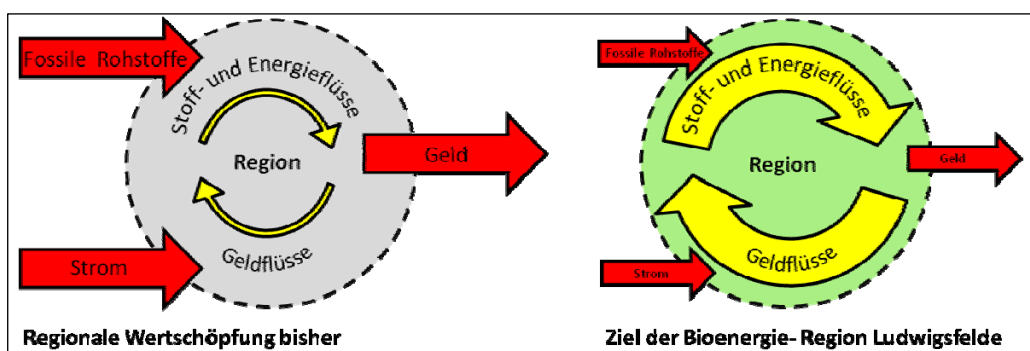 Fossile Rohstoffe
Stoff- und Energieflüsse
Region
Geld
Geldflüsse
Strom
Regionale Wertschöpfung bisher
Fossile Rohstoffe
Stoff- und Energieflüsse
Region
Geld
Geldflüsse
Strom
Ziel der Bioenergie- Region Ludwigsfelde